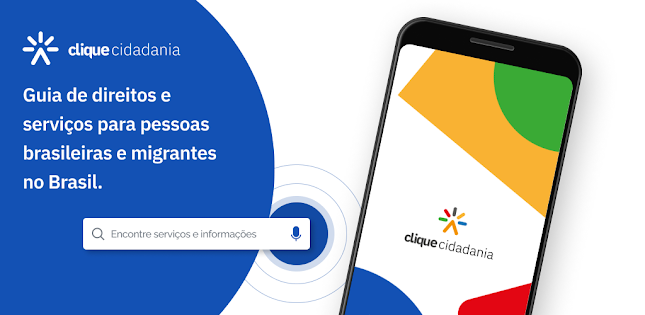 clique cidadania
Guia de direitos e
serviços para pessoas
brasileiras e migrantes
no Brasil.
Encontre serviços e informações
clique cidadania